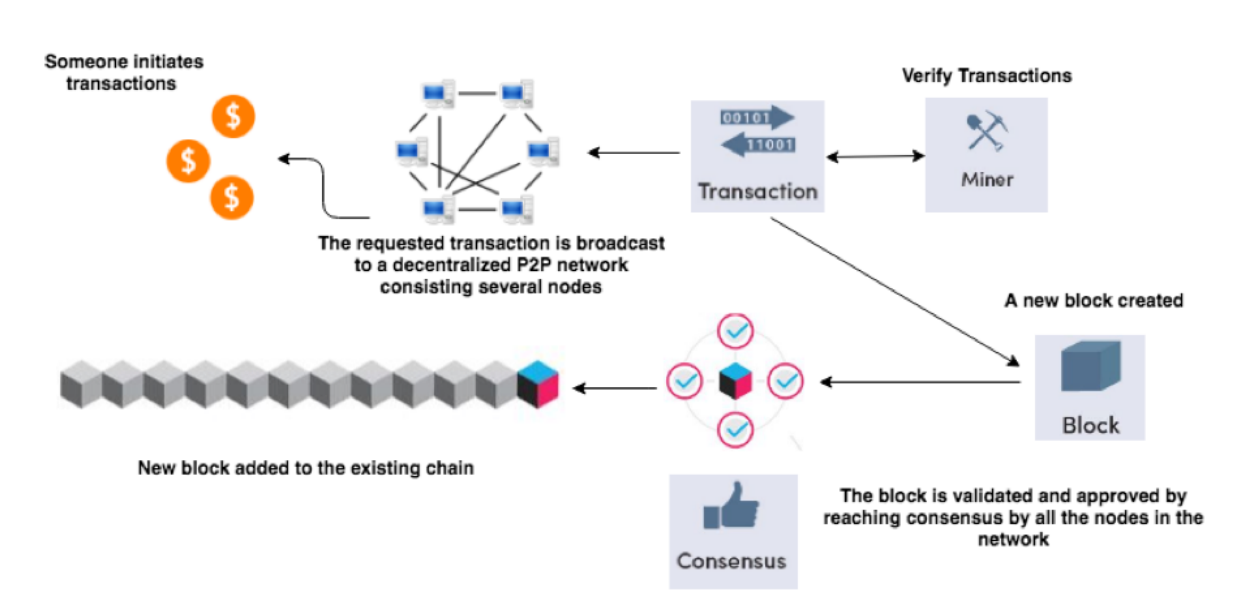 Someone initiates
transactions
$
$
$
The requested transaction is broadcast
to a decentralized P2P network
consisting several nodes
00101
11001
Transaction
Verify Transactions
Miner
A new block created
Block
New block added to the existing chain
Consensus
The block is validated and approved by
reaching consensus by all the nodes in the
network